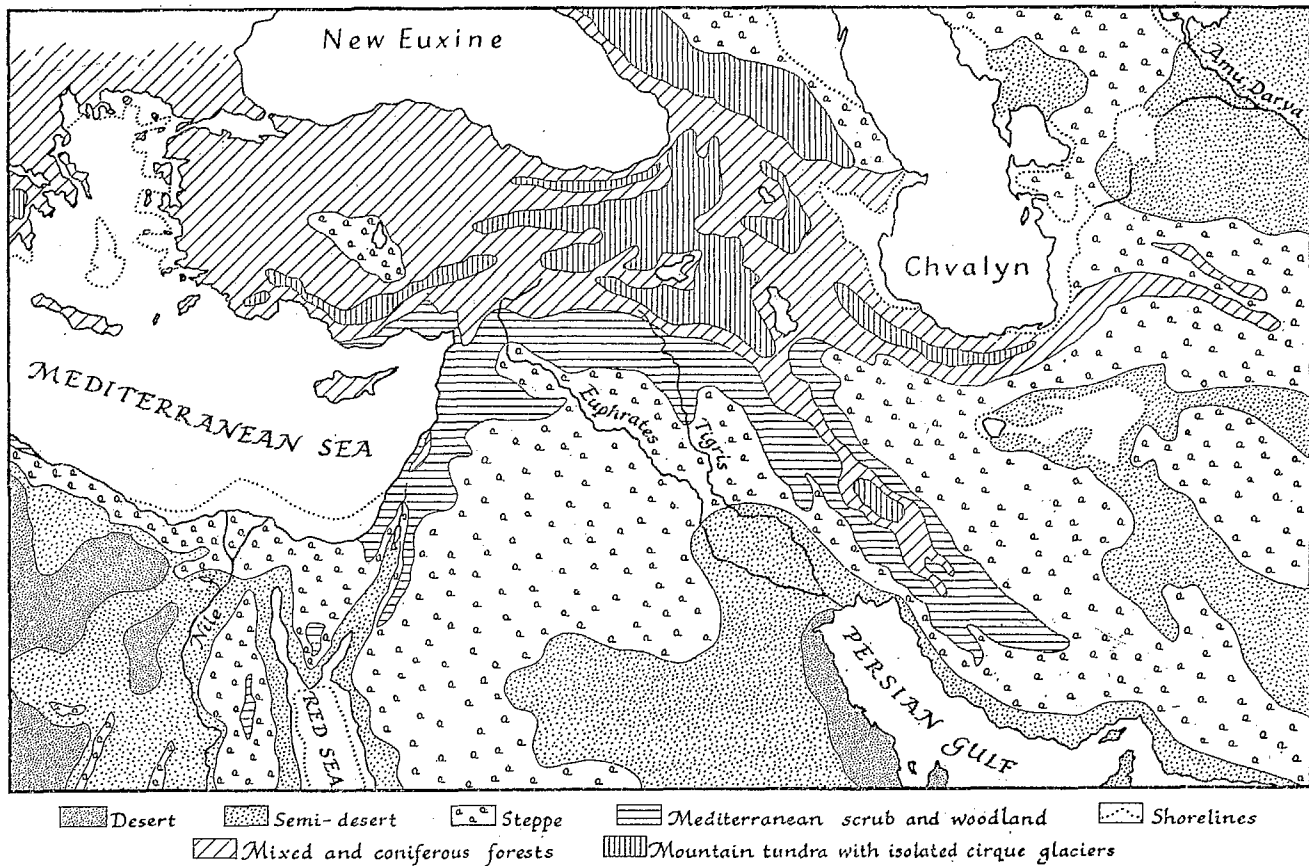 New Euxine
Amu-Darya
Chvalyn
MEDITERRANEAN SEA
Euphrates
Tigris
Nile
RED SEA
PERSIAN GULF
Desert
Semi-desert
Steppe
Mediterranean scrub and woodland
Shorelines
Mixed and coniferous forests
Mountain tundra with isolated cirque glaciers